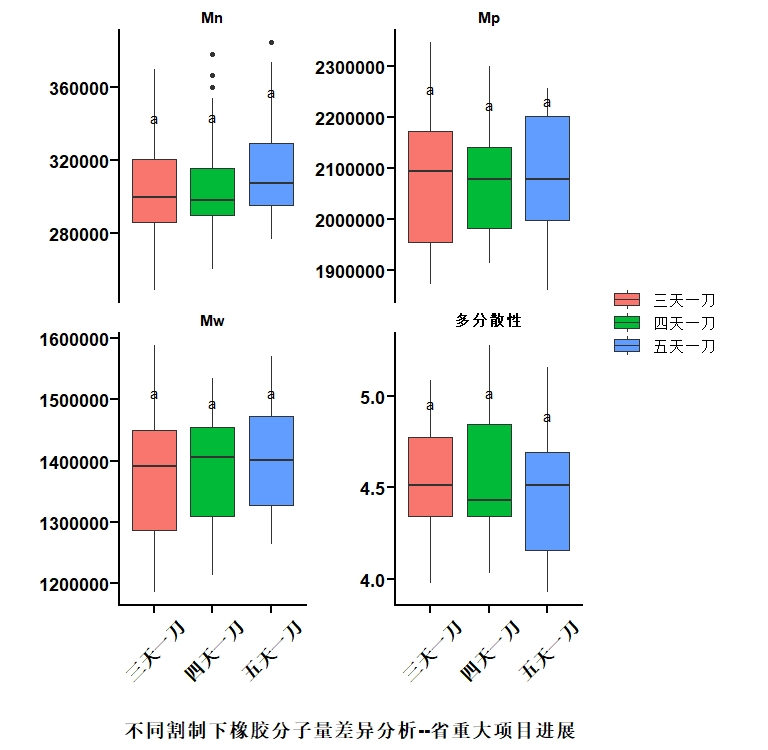 Mn
360000
320000
280000
a
a
a
Mp
2300000
2200000
2100000
2000000
1900000
a
a
a
Mw
1600000
1500000
1400000
1300000
1200000
a
a
a
三天一刀
四天一刀
五天一刀
多分散性
5.0
4.5
4.0
a
a
a
三天一刀
四天一刀
五天一刀
三天一刀
四天一刀
五天一刀
不同割制下橡胶分子量差异分析--省重大项目进展